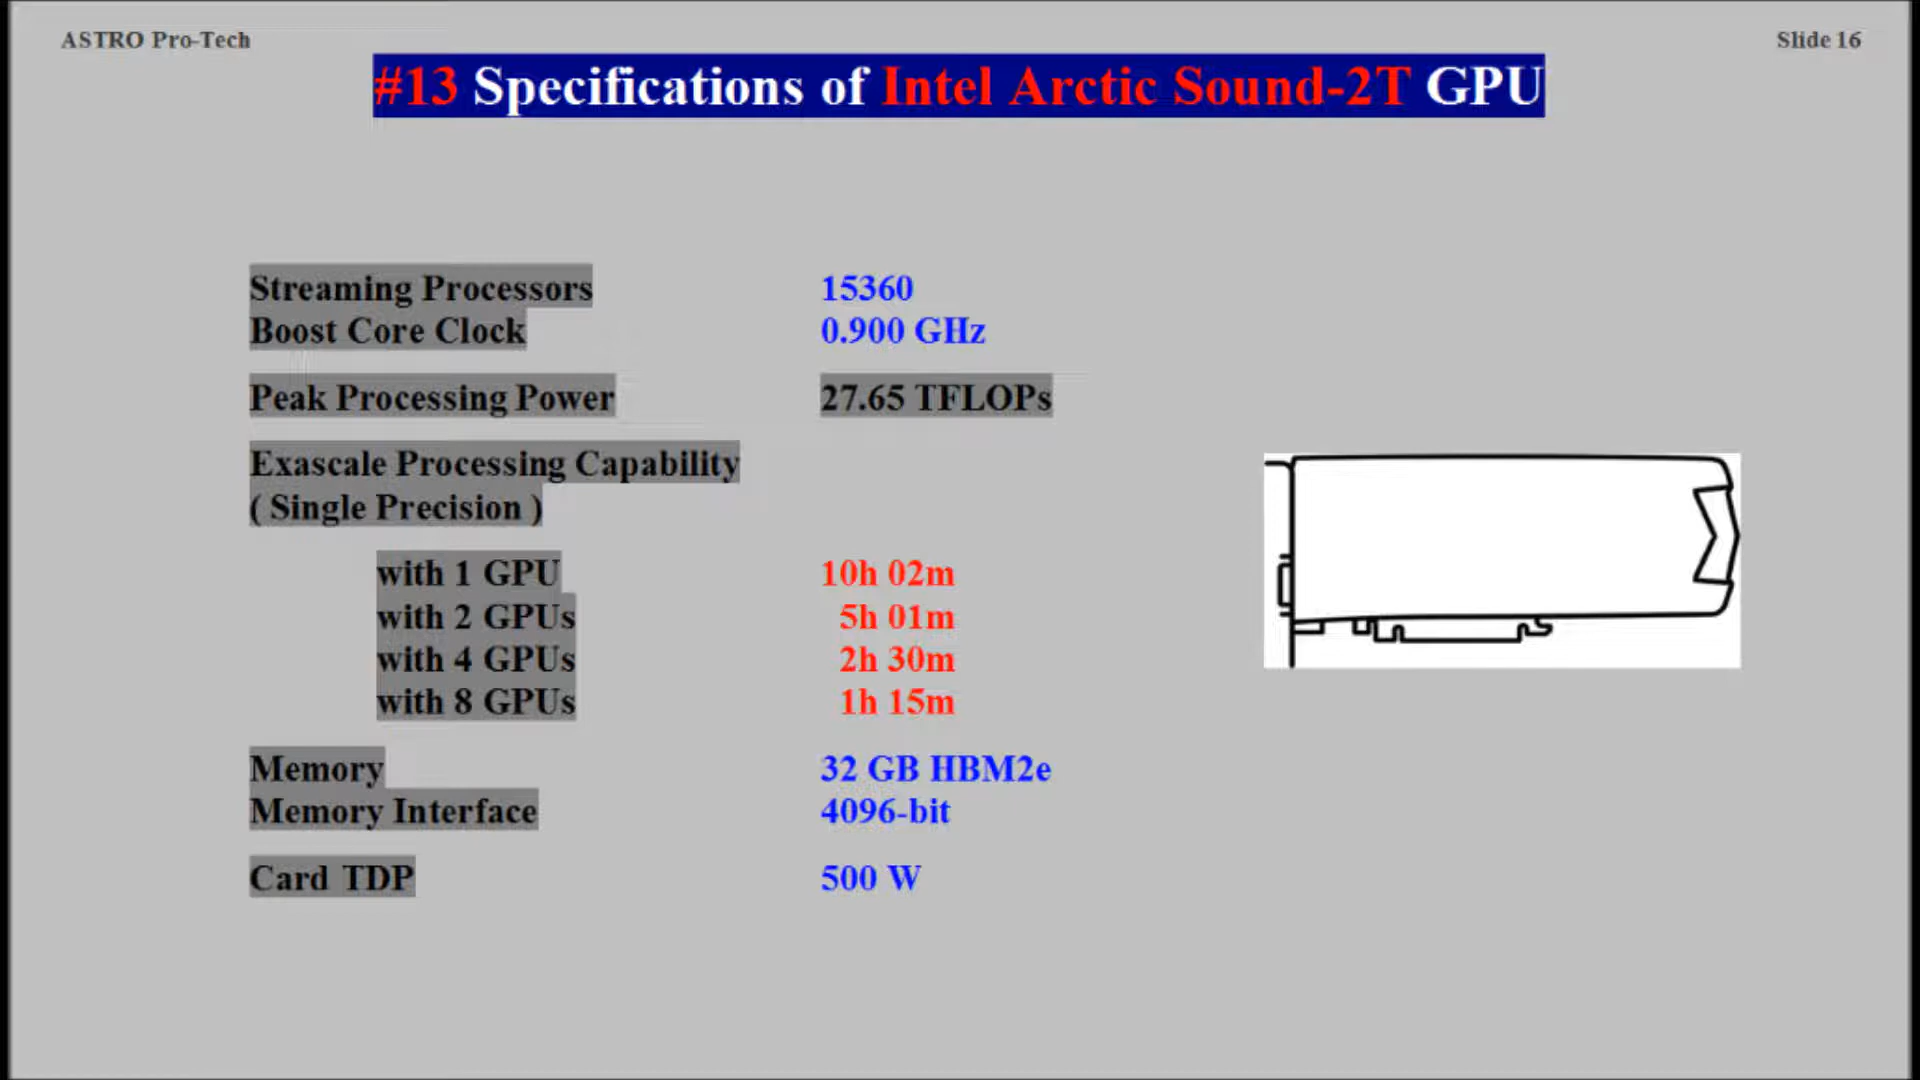 ASTRO Pro-Tech
Slide 16
#13 Specifications of Intel Arctic Sound-2T GPU
Streaming Processors 15360
Boost Core Clock 0.900 GHz
Peak Processing Power 27.65 TFLOPs
Exascale Processing Capability
( Single Precision )
with 1 GPU 10h 02m
with 2 GPUs 5h 01m
with 4 GPUs 2h 30m
with 8 GPUs 1h 15m
Memory 32 GB HBM2e
Memory Interface 4096-bit
Card TDP 500 W